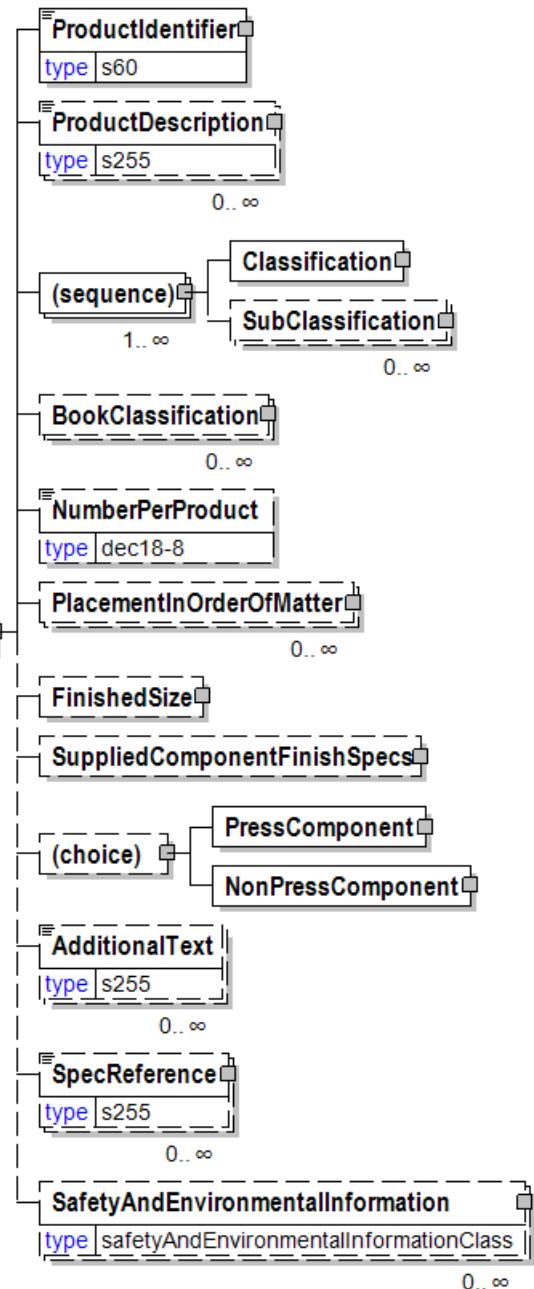 ProductIdentifier
type s60
ProductDescription
type s255
0.. ∞
Classification
(sequence)
SubClassification
1.. ∞
0.. ∞
BookClassification
0.. ∞
NumberPerProduct
type dec18-8
PlacementInOrderOfMatter
0.. ∞
FinishedSize
SuppliedComponentFinishSpecs
PressComponent
(choice)
NonPressComponent
AdditionalText
type s255
0.. ∞
SpecReference
type s255
0.. ∞
SafetyAndEnvironmentalInformation
type safetyAndEnvironmentalInformationClass
0.. ∞